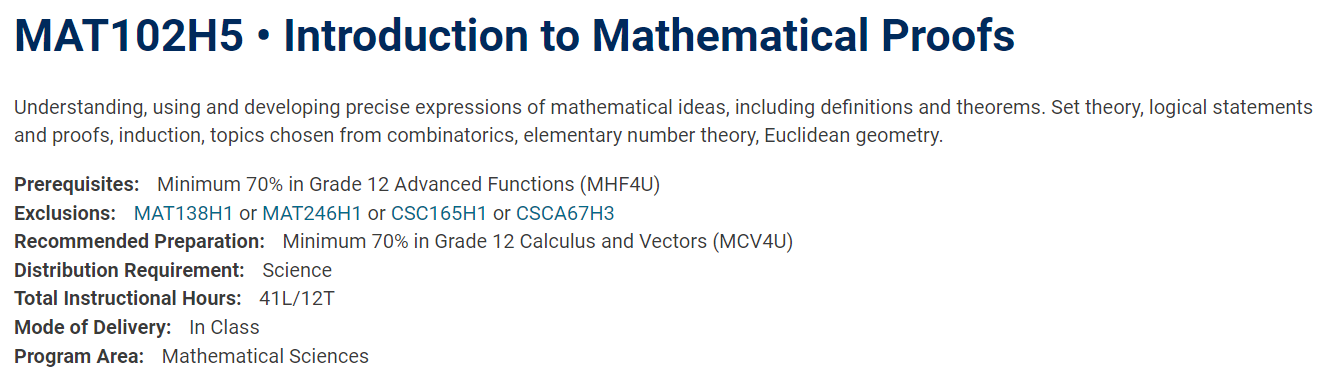 MAT102H5 • Introduction to Mathematical Proofs
Understanding, using and developing precise expressions of mathematical ideas, including definitions and theorems. Set theory, logical statements
and proofs, induction, topics chosen from combinatorics, elementary number theory, Euclidean geometry.
Prerequisites: Minimum 70% in Grade 12 Advanced Functions (MHF4U)
Exclusions: MAT138H1 or MAT246H1 or CSC165H1 or CSCA67H3
Recommended Preparation: Minimum 70% in Grade 12 Calculus and Vectors (MCV4U)
Distribution Requirement: Science
Total Instructional Hours: 41L/12T
Mode of Delivery: In Class
Program Area: Mathematical Sciences